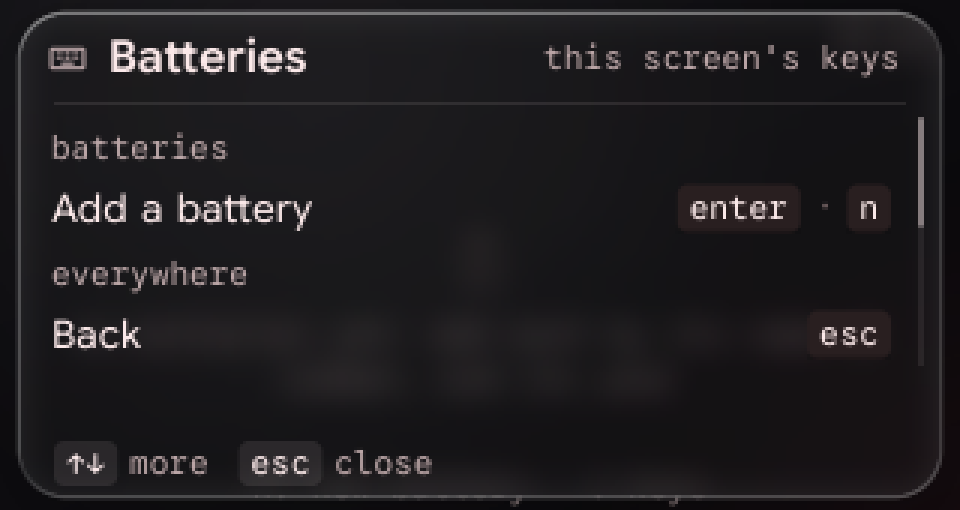 Batteries this screen's keys
batteries
Add a battery enter · n
everywhere
Back esc
↑↓ more esc close